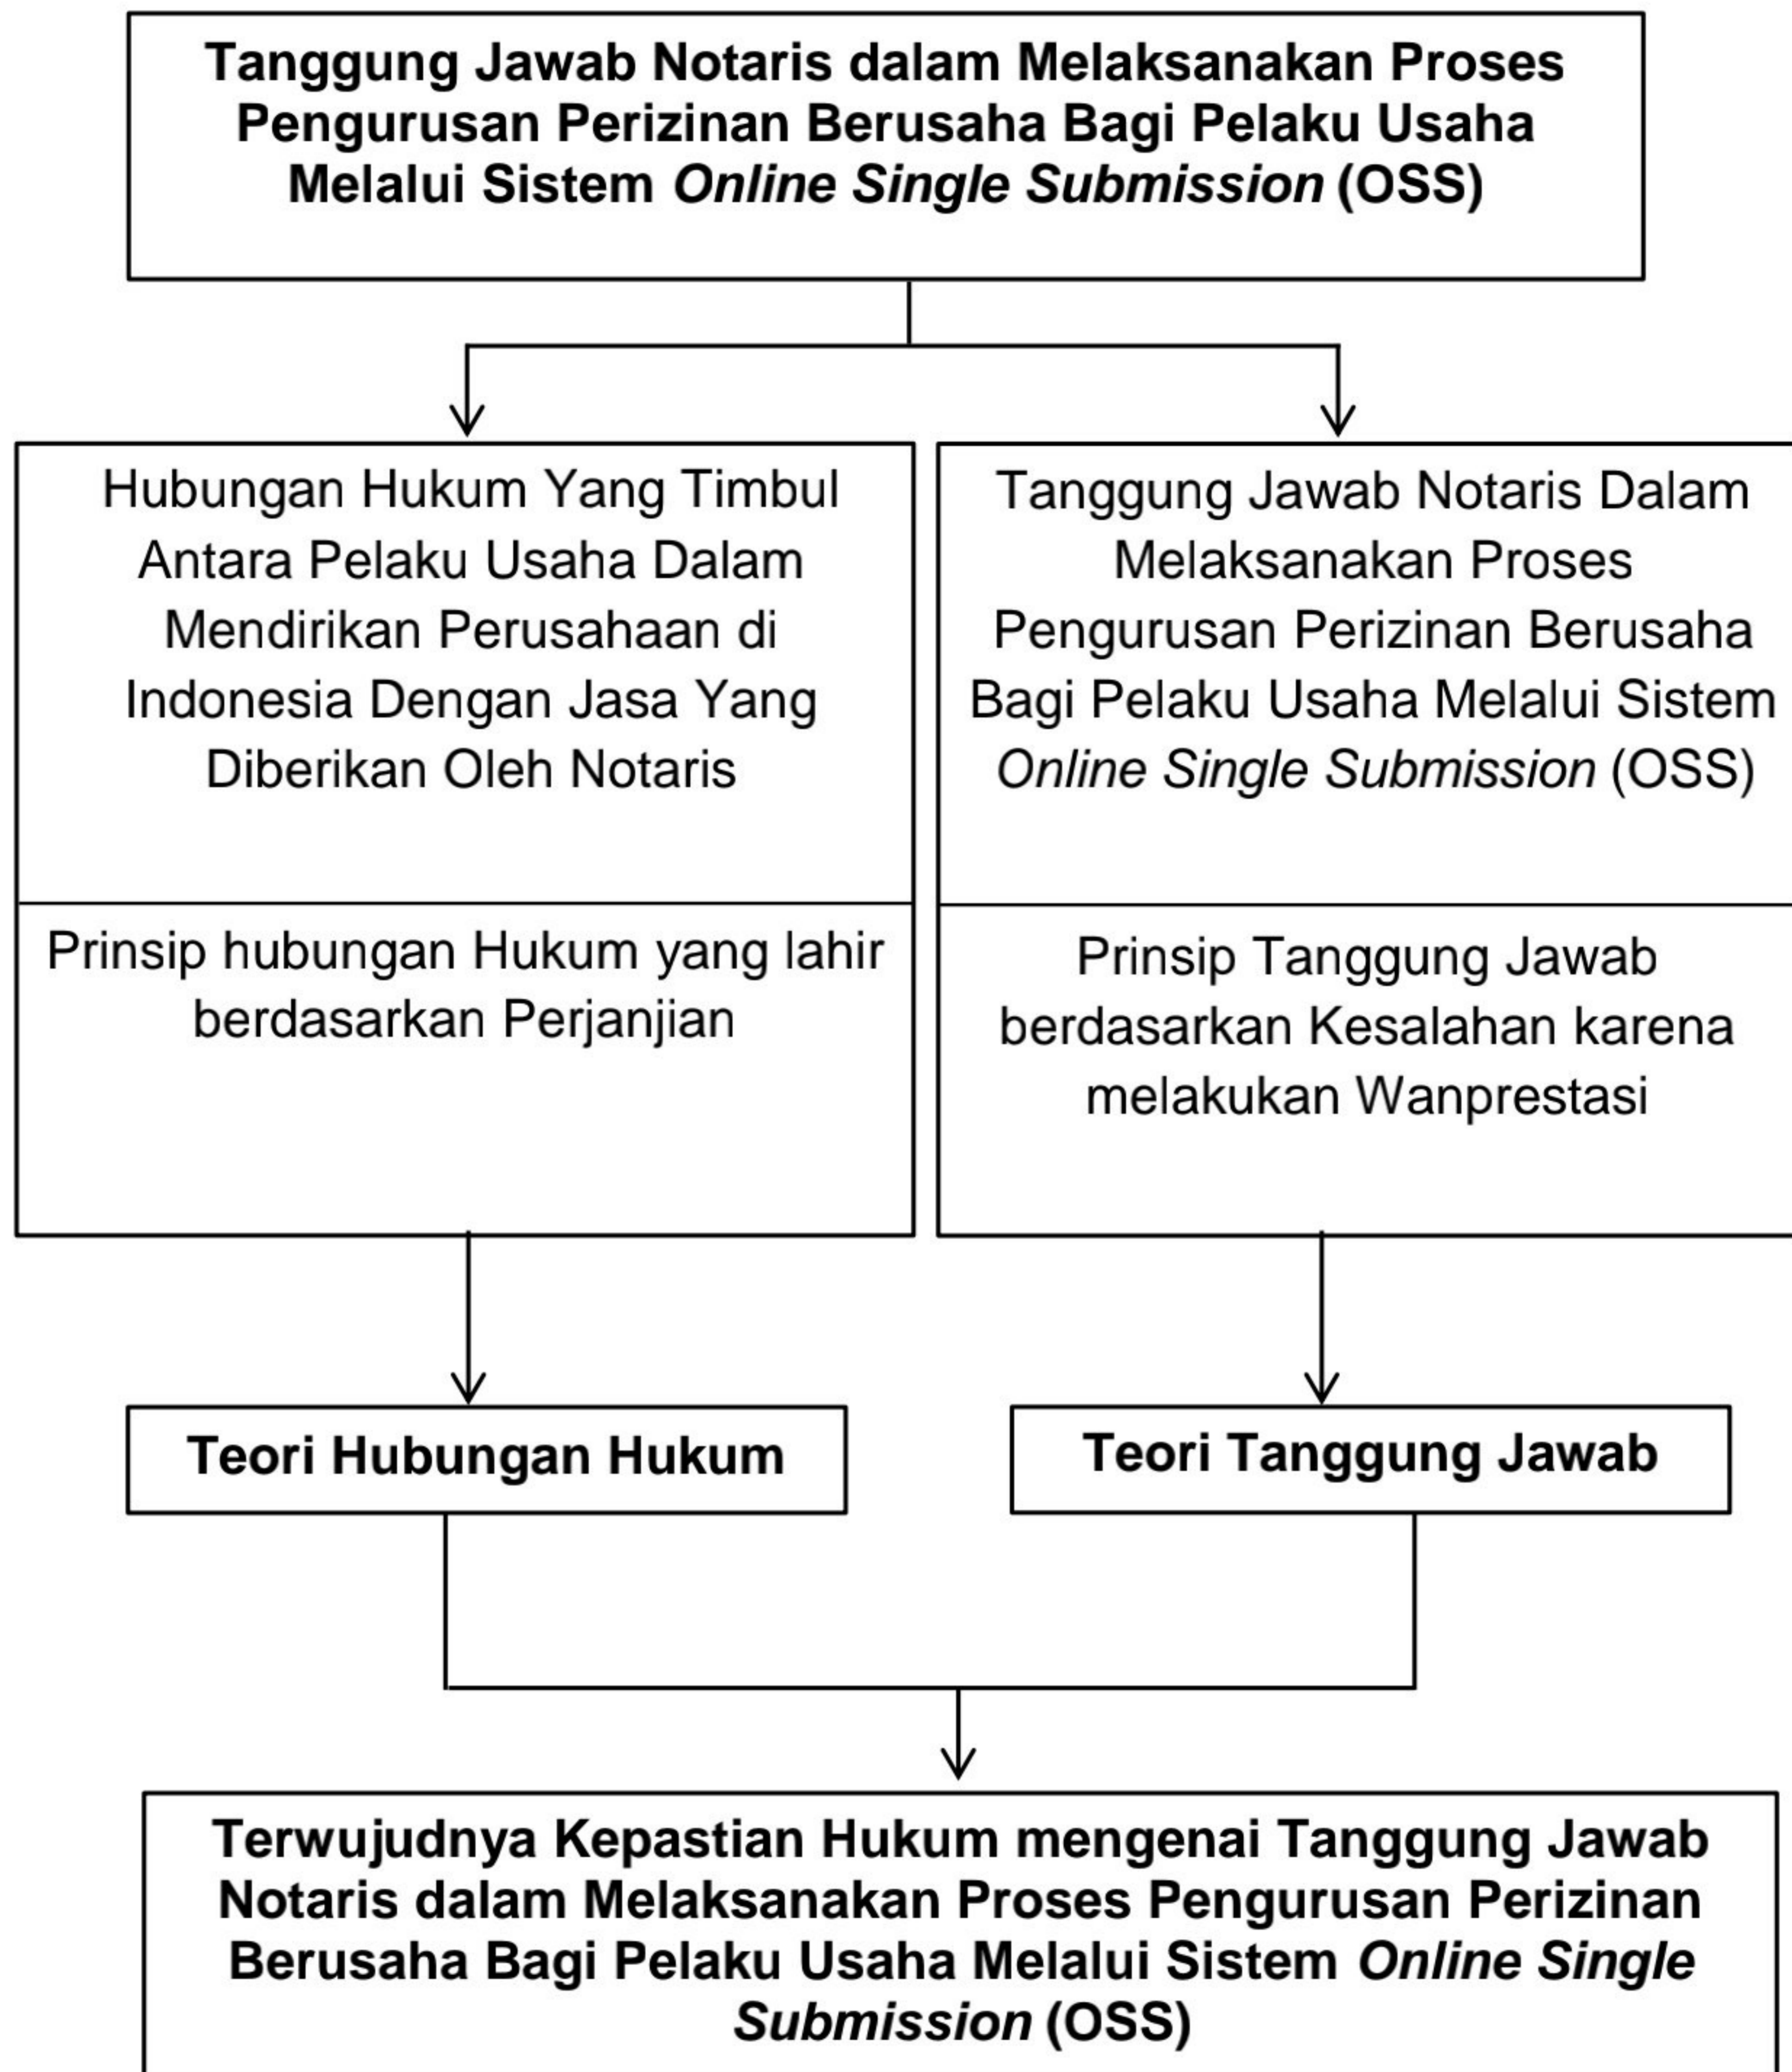 Tanggung Jawab Notaris dalam Melaksanakan Proses
Pengurusan Perizinan Berusaha Bagi Pelaku Usaha
Melalui Sistem Online Single Submission (OSS)
Hubungan Hukum Yang Timbul
Antara Pelaku Usaha Dalam
Mendirikan Perusahaan di
Indonesia Dengan Jasa Yang
Diberikan Oleh Notaris
Prinsip hubungan Hukum yang lahir
berdasarkan Perjanjian
Tanggung Jawab Notaris Dalam
Melaksanakan Proses
Pengurusan Perizinan Berusaha
Bagi Pelaku Usaha Melalui Sistem
Online Single Submission (OSS)
Prinsip Tanggung Jawab
berdasarkan Kesalahan karena
melakukan Wanprestasi
Teori Hubungan Hukum
Teori Tanggung Jawab
Terwujudnya Kepastian Hukum mengenai Tanggung Jawab
Notaris dalam Melaksanakan Proses Pengurusan Perizinan
Berusaha Bagi Pelaku Usaha Melalui Sistem Online Single
Submission (OSS)